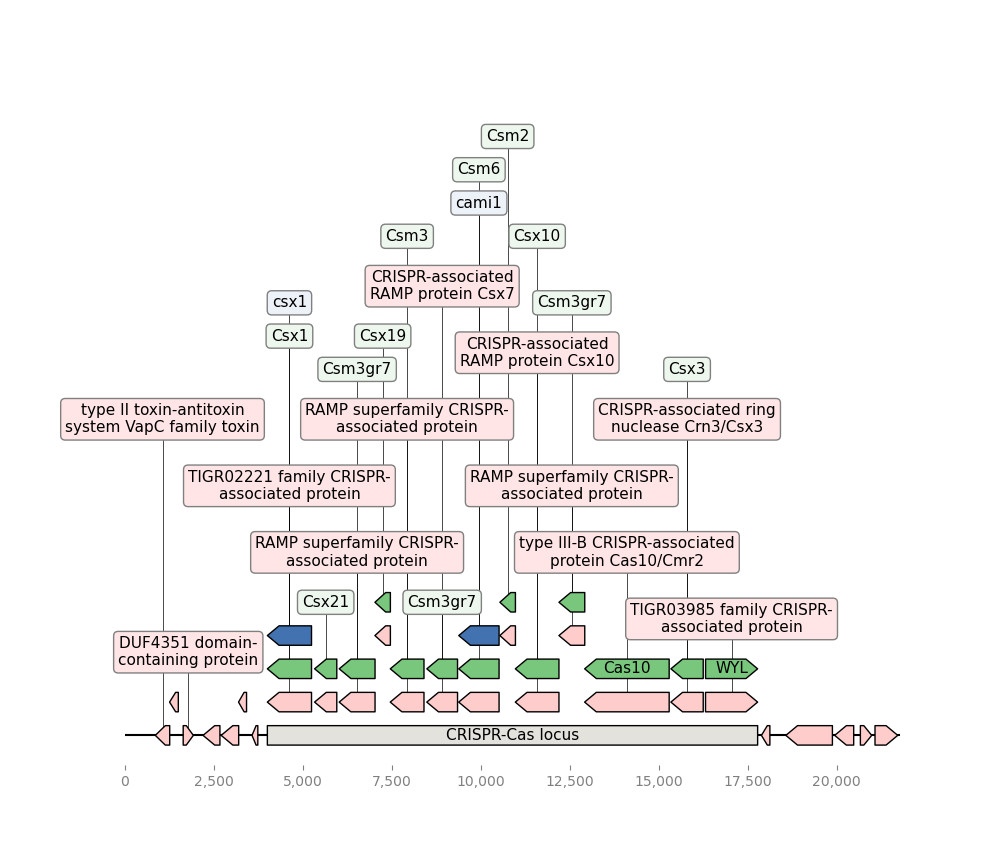 Csm2
Csm6
cami1
Csm3
Csx10
CRISPR-associated
RAMP protein Csx7
csx1
Csm3gr7
Csx1
Csx19
CRISPR-associated
RAMP protein Csx10
Csm3gr7
Csx3
type II toxin-antitoxin
system VapC family toxin
RAMP superfamily CRISPR-
associated protein
CRISPR-associated ring
nuclease Crn3/Csx3
TIGR02221 family CRISPR-
associated protein
RAMP superfamily CRISPR-
associated protein
RAMP superfamily CRISPR-
associated protein
type III-B CRISPR-associated
protein Cas10/Cmr2
Csx21
Csm3gr7
TIGR03985 family CRISPR-
associated protein
DUF4351 domain-
containing protein
Cas10
WYL
CRISPR-Cas locus
0
2,500
5,000
7,500
10,000
12,500
15,000
17,500
20,000